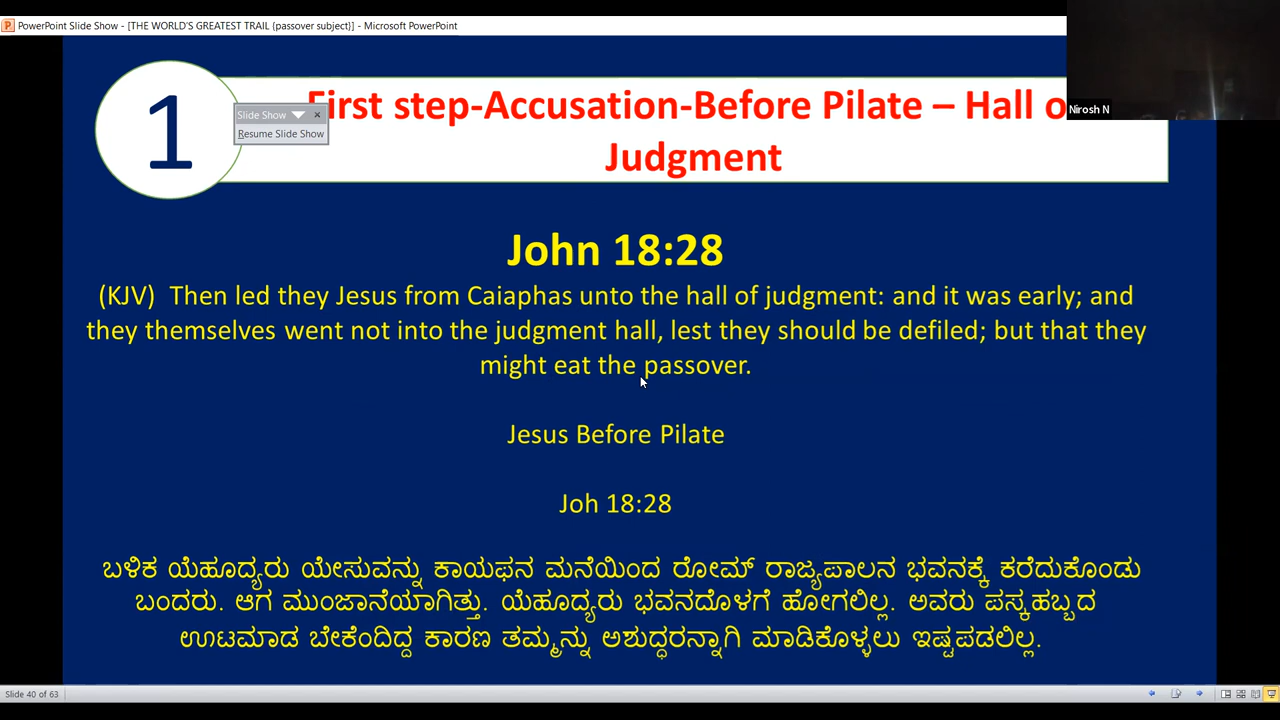 PowerPoint Slide Show - [THE WORLD'S GREATEST TRAIL (passover subject)] - Microsoft PowerPoint
Nirosh N
1
Slide Show
Resume Slide Show
First step-Accusation-Before Pilate – Hall o
Judgment
John 18:28
(KJV) Then led they Jesus from Caiaphas unto the hall of judgment: and it was early; and
they themselves went not into the judgment hall, lest they should be defiled; but that they
might eat the passover.
Jesus Before Pilate
Joh 18:28
ಬಳಿಕ ಯೆಹೂದ್ಯರು ಯೇಸುವನ್ನು ಕಾಯಫನ ಮನೆಯಿಂದ ರೋಮ್ ರಾಜ್ಯಪಾಲನ ಭವನಕ್ಕೆ ಕರೆದುಕೊಂಡು
ಬಂದರು. ಆಗ ಮುಂಜಾನೆಯಾಗಿತ್ತು. ಯೆಹೂದ್ಯರು ಭವನದೊಳಗೆ ಹೋಗಲಿಲ್ಲ. ಅವರು ಪಸ್ಕಹಬ್ಬದ
ಊಟಮಾಡ ಬೇಕೆಂದಿದ್ದ ಕಾರಣ ತಮ್ಮನ್ನು ಅಶುದ್ಧರನ್ನಾಗಿ ಮಾಡಿಕೊಳ್ಳಲು ಇಷ್ಟಪಡಲಿಲ್ಲ.
Slide 40 of 63